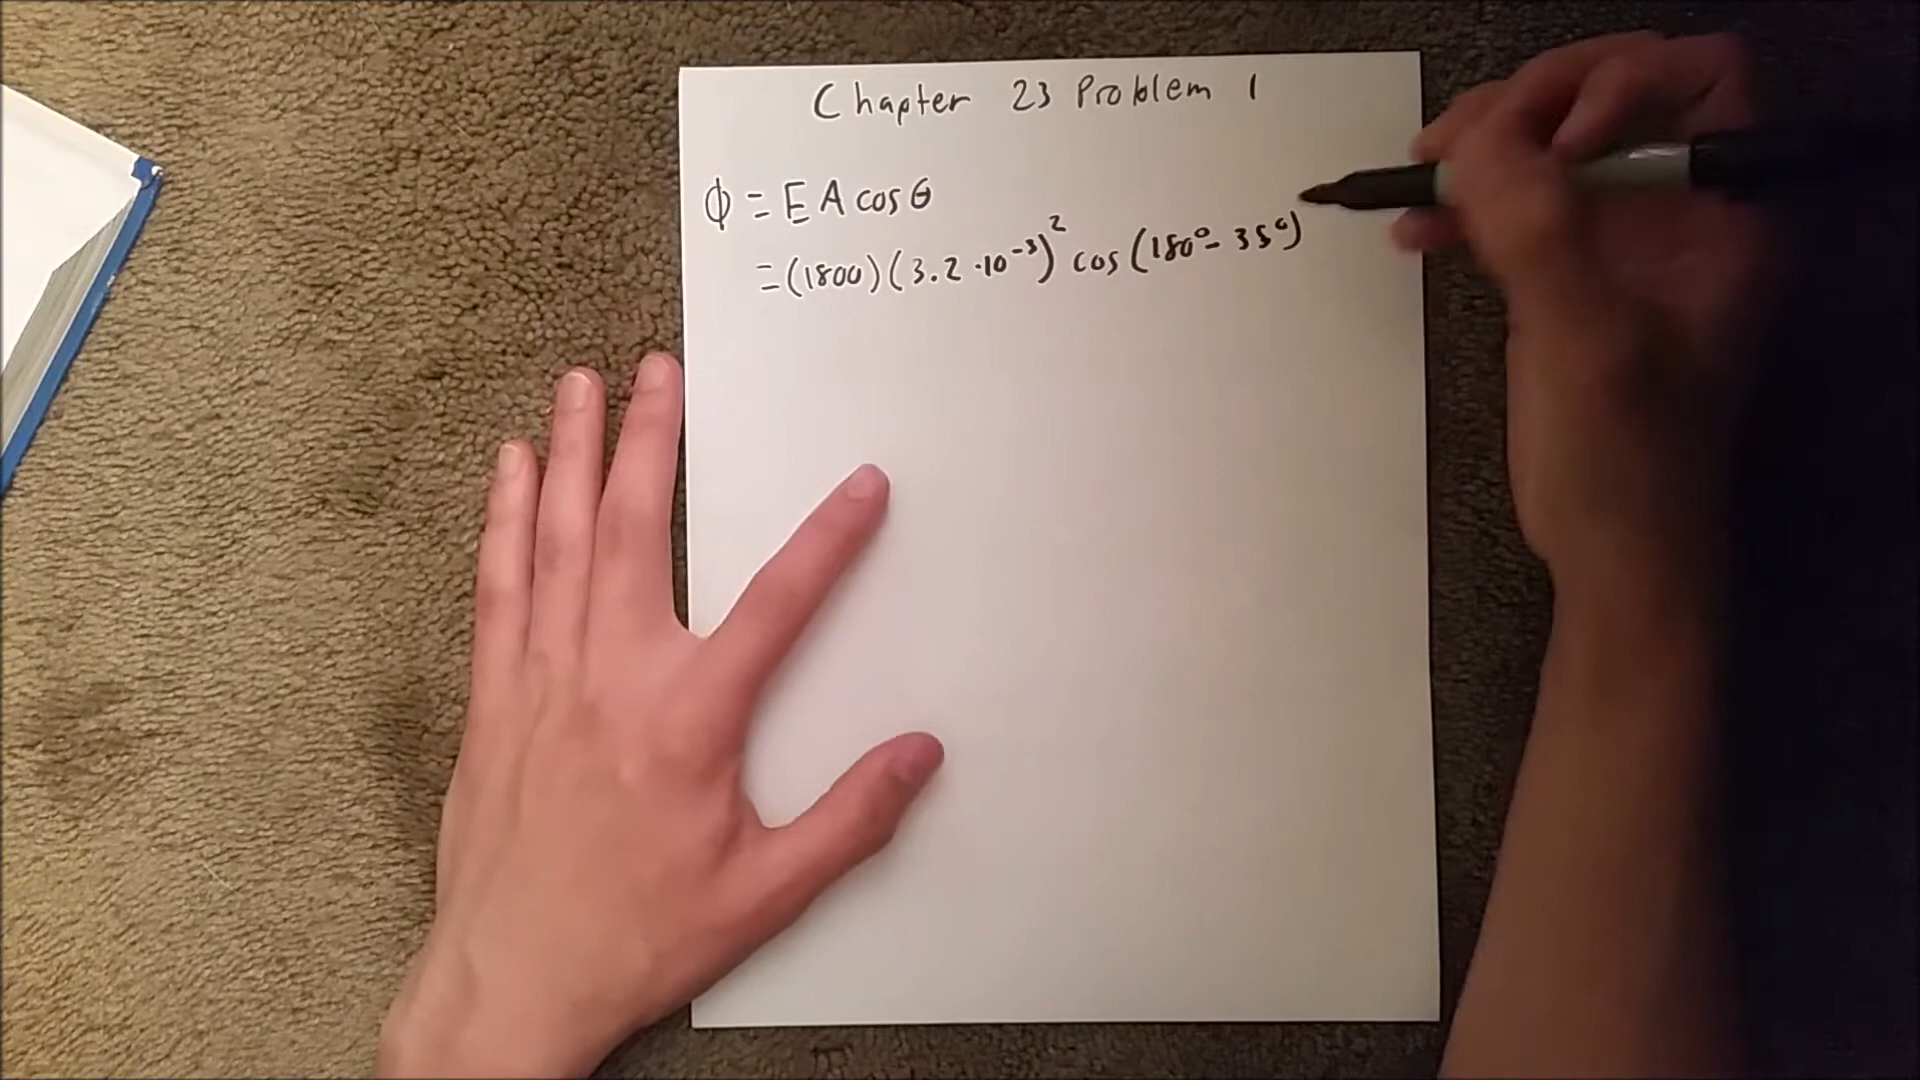 Chapter 23 Problem 1
ϕ = E A cos θ
= (1800) (3.2 · 10⁻³)² cos (180° - 35°)